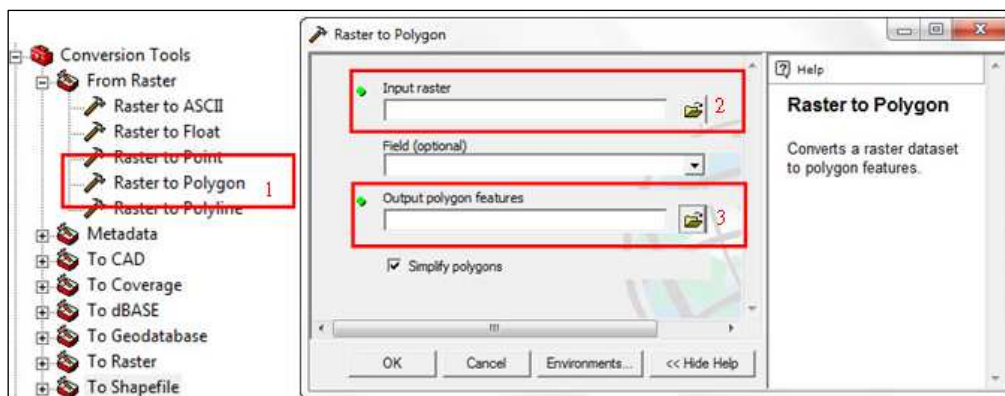 Conversion Tools
From Raster
Raster to ASCII
Raster to Float
Raster to Point
Raster to Polygon
1
Raster to Polyline
Metadata
To CAD
To Coverage
To dBASE
To Geodatabase
To Raster
To Shapefile
Raster to Polygon
Input raster
2
Field (optional)
Output polygon features
3
Simplify polygons
OK
Cancel
Environments...
<< Hide Help
Help
Raster to Polygon
Converts a raster dataset
to polygon features.